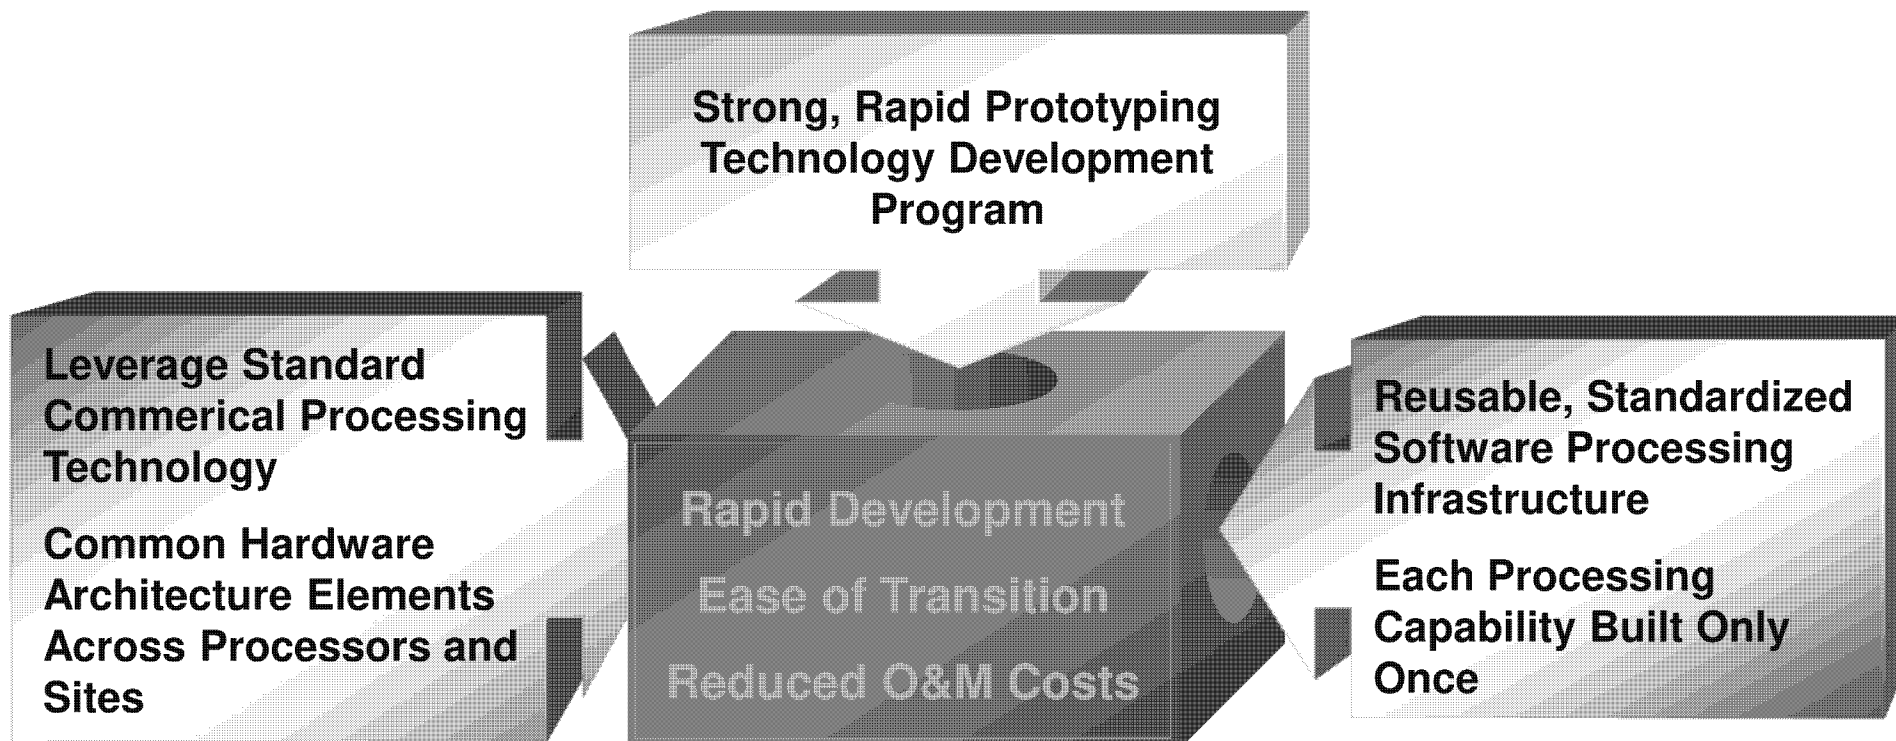 Strong, Rapid Prototyping
Technology Development
Program
Leverage Standard
Commerical Processing
Technology
Common Hardware
Architecture Elements
Across Processors and
Sites
Rapid Development
Ease of Transition
Reduced O&M Costs
Reusable, Standardized
Software Processing
Infrastructure
Each Processing
Capability Built Only
Once